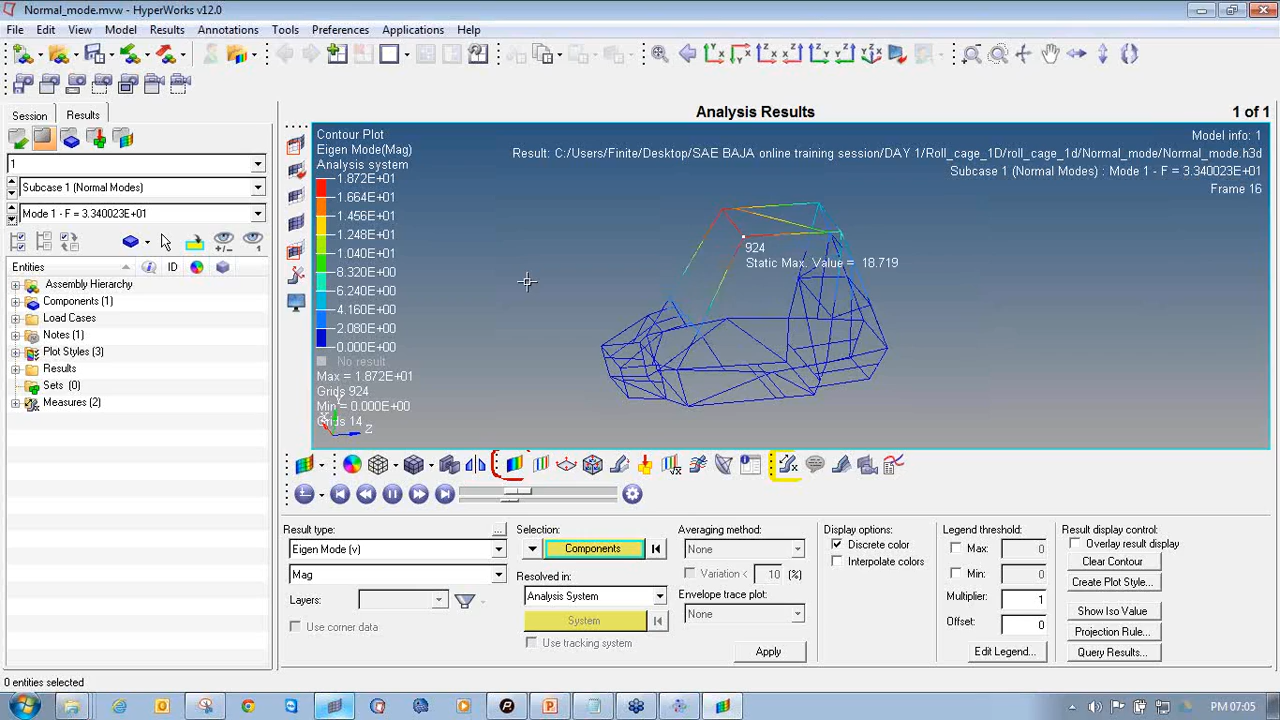 Normal_mode.mvw - HyperWorks v12.0
File Edit View Model Results Annotations Tools Preferences Applications Help
Session Results
Analysis Results
1 of 1
1
Subcase 1 (Normal Modes)
Mode 1 - F = 3.340023E+01
Entities ID
Assembly Hierarchy
Components (1)
Load Cases
Notes (1)
Plot Styles (3)
Results
Sets (0)
Measures (2)
Contour Plot
Eigen Mode(Mag)
Analysis system
1.872E+01
1.664E+01
1.456E+01
1.248E+01
1.040E+01
8.320E+00
6.240E+00
4.160E+00
2.080E+00
0.000E+00
No result
Max = 1.872E+01
Grids 924
Min = 0.000E+00
Grids 14
Y
X
Z
Model info: 1
Result: C:/Users/Finite/Desktop/SAE BAJA online training session/DAY 1/Roll_cage_1D/roll_cage_1d/Normal_mode/Normal_mode.h3d
Subcase 1 (Normal Modes) : Mode 1 - F = 3.340023E+01
Frame 16
924
Static Max. Value = 18.719
Result type:
...
Eigen Mode (v)
Mag
Layers:
Use corner data
Selection:
Components
Resolved in:
Analysis System
System
Use tracking system
Averaging method:
None
Variation < 10 (%)
Envelope trace plot:
None
Apply
Display options:
Discrete color
Interpolate colors
Legend threshold:
Max: 0
Min: 0
Multiplier: 1
Offset: 0
Edit Legend...
Result display control:
Overlay result display
Clear Contour
Create Plot Style...
Show Iso Value
Projection Rule...
Query Results...
0 entities selected
PM 07:05